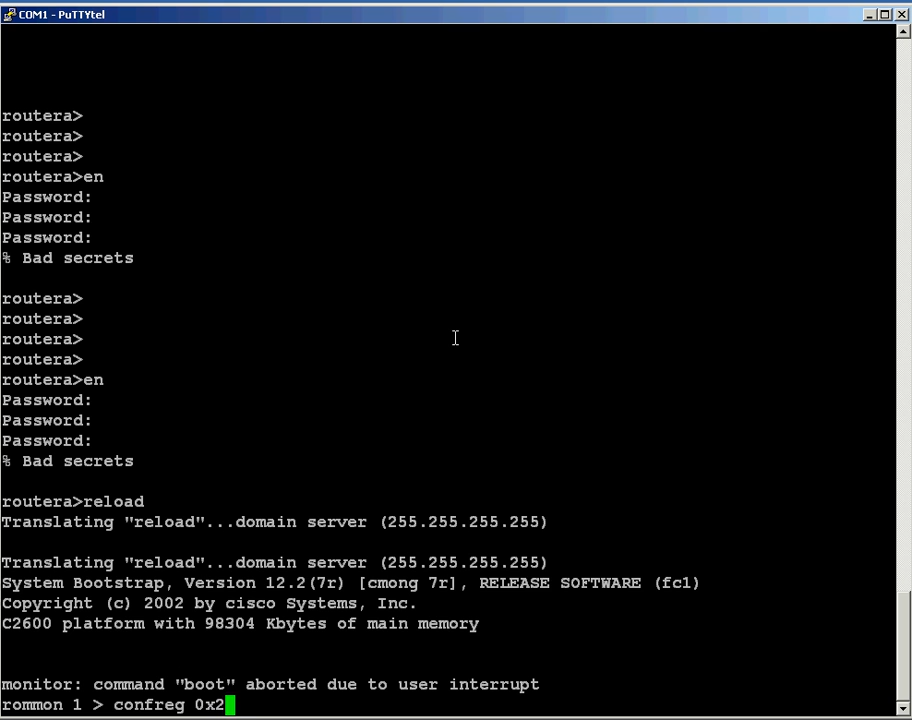 COM1 - PuTTYtel
routera>
routera>
routera>
routera>en
Password:
Password:
Password:
% Bad secrets
routera>
routera>
routera>
routera>
routera>en
Password:
Password:
Password:
% Bad secrets
routera>reload
Translating "reload"...domain server (255.255.255.255)
Translating "reload"...domain server (255.255.255.255)
System Bootstrap, Version 12.2(7r) [cmong 7r], RELEASE SOFTWARE (fc1)
Copyright (c) 2002 by cisco Systems, Inc.
C2600 platform with 98304 Kbytes of main memory
monitor: command "boot" aborted due to user interrupt
rommon 1 > confreg 0x2